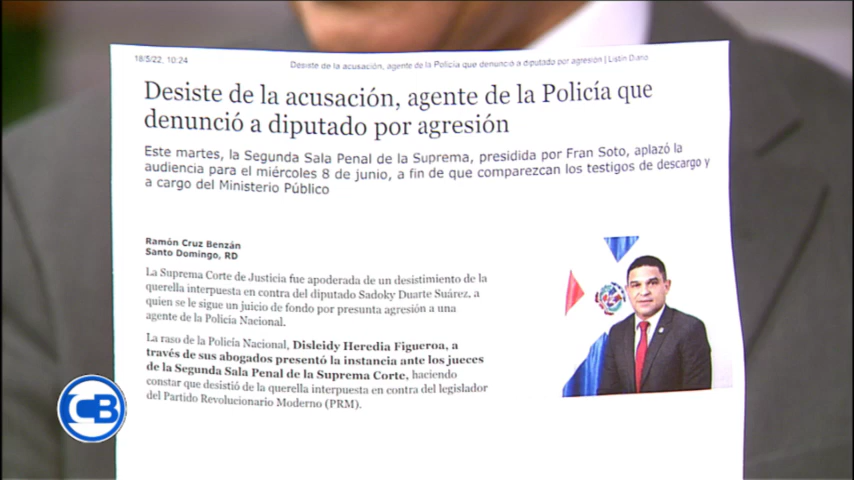 18/5/22, 10:24
Desiste de la acusación, agente de la Policía que denunció a diputado por agresión | Listín Diario
Desiste de la acusación, agente de la Policía que
denunció a diputado por agresión
Este martes, la Segunda Sala Penal de la Suprema, presidida por Fran Soto, aplazó la
audiencia para el miércoles 8 de junio, a fin de que comparezcan los testigos de descargo y
a cargo del Ministerio Público
Ramón Cruz Benzán
Santo Domingo, RD
La Suprema Corte de Justicia fue apoderada de un desistimiento de la
querella interpuesta en contra del diputado Sadoky Duarte Suárez, a
quien se le sigue un juicio de fondo por presunta agresión a una
agente de la Policía Nacional.
La raso de la Policía Nacional, Disleidy Heredia Figueroa, a
través de sus abogados presentó la instancia ante los jueces
de la Segunda Sala Penal de la Suprema Corte, haciendo
constar que desistió de la querella interpuesta en contra del legislador
del Partido Revolucionario Moderno (PRM).
CB